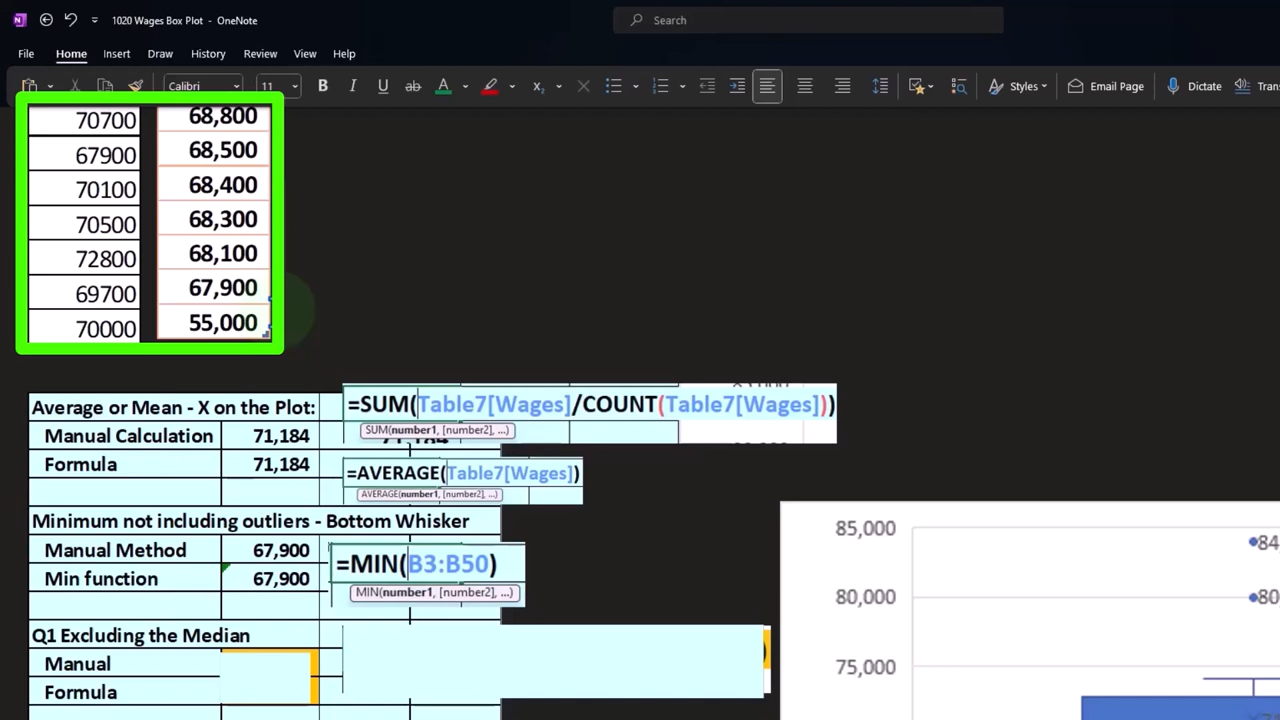 1020 Wages Box Plot - OneNote
Search
File Home Insert Draw History Review View Help
Calibri 11 B I U ab A x₂ A Styles Email Page Dictate
70700 68,800
67900 68,500
70100 68,400
70500 68,300
72800 68,100
69700 67,900
70000 55,000
Average or Mean - X on the Plot: =SUM(Table7[Wages]/COUNT(Table7[Wages]))
SUM(number1, [number2], ...)
Manual Calculation 71,184
Formula 71,184 =AVERAGE(Table7[Wages])
AVERAGE(number1, [number2], ...)
Minimum not including outliers - Bottom Whisker
Manual Method 67,900
Min function 67,900 =MIN(B3:B50)
MIN(number1, [number2], ...)
Q1 Excluding the Median
Manual
Formula
85,000
80,000
75,000